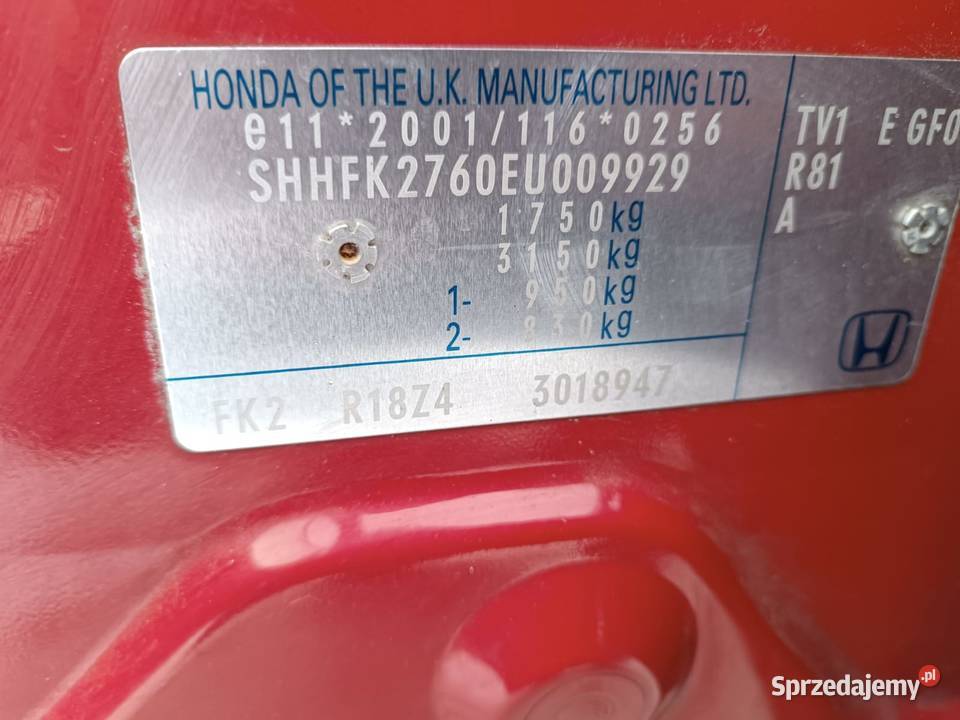 HONDA OF THE U.K. MANUFACTURING LTD.
e11*2001/116*0256
SHHFK2760EU009929
1750kg
3150kg
1- 950kg
2- 830kg
FK2 R18Z4 3018947
TV1 E GF0
R81
A
Sprzedajemy.pl